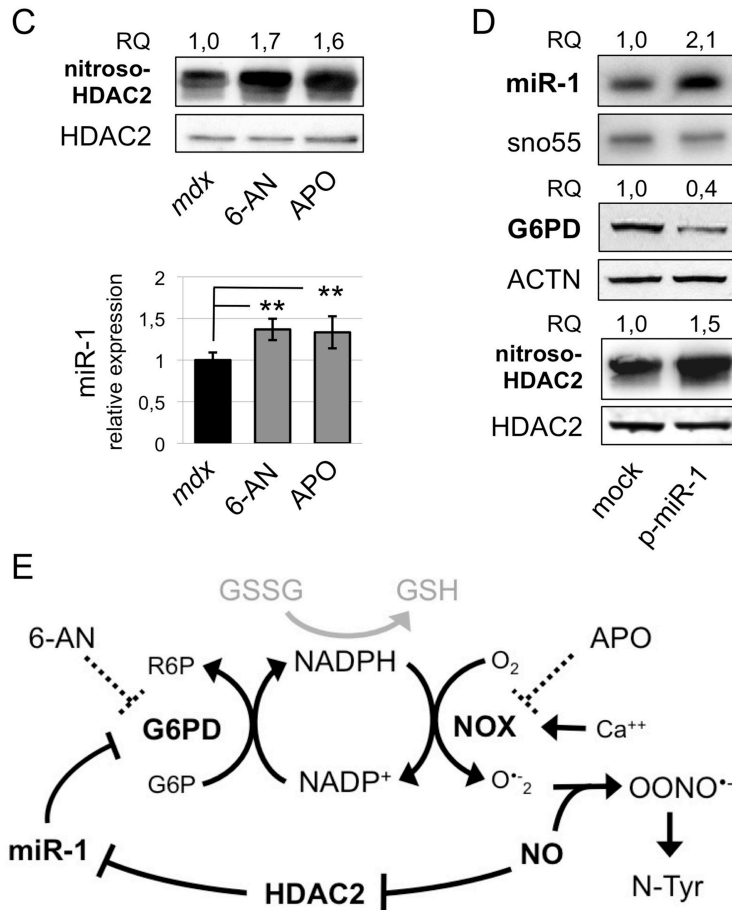 C
RQ 1,0 1,7 1,6
nitroso-
HDAC2
HDAC2
mdx 6-AN APO
miR-1
relative expression
2
1,5
1
0,5
0
** **
mdx 6-AN APO
D
RQ 1,0 2,1
miR-1
sno55
RQ 1,0 0,4
G6PD
ACTN
RQ 1,0 1,5
nitroso-
HDAC2
HDAC2
mock p-miR-1
E
GSSG GSH
6-AN APO
R6P NADPH O₂
G6PD NOX Ca⁺⁺
G6P NADP⁺ O•⁻₂ OONO•⁻
miR-1 NO
HDAC2 N-Tyr